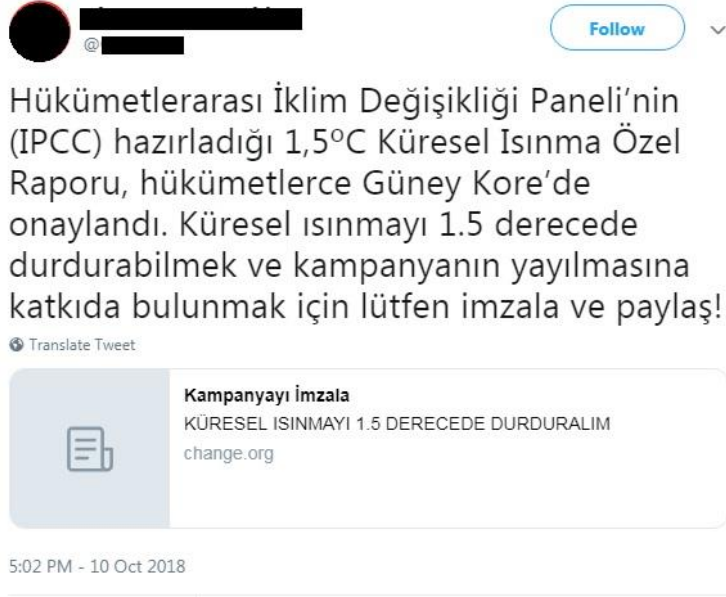 @
Follow
Hükümetlerarası İklim Değişikliği Paneli’nin
(IPCC) hazırladığı 1,5ºC Küresel Isınma Özel
Raporu, hükümetlerce Güney Kore’de
onaylandı. Küresel ısınmayı 1.5 derecede
durdurabilmek ve kampanyanın yayılmasına
katkıda bulunmak için lütfen imzala ve paylaş!
Translate Tweet
Kampanyayı İmzala
KÜRESEL ISINMAYI 1.5 DERECEDE DURDURALIM
change.org
5:02 PM - 10 Oct 2018